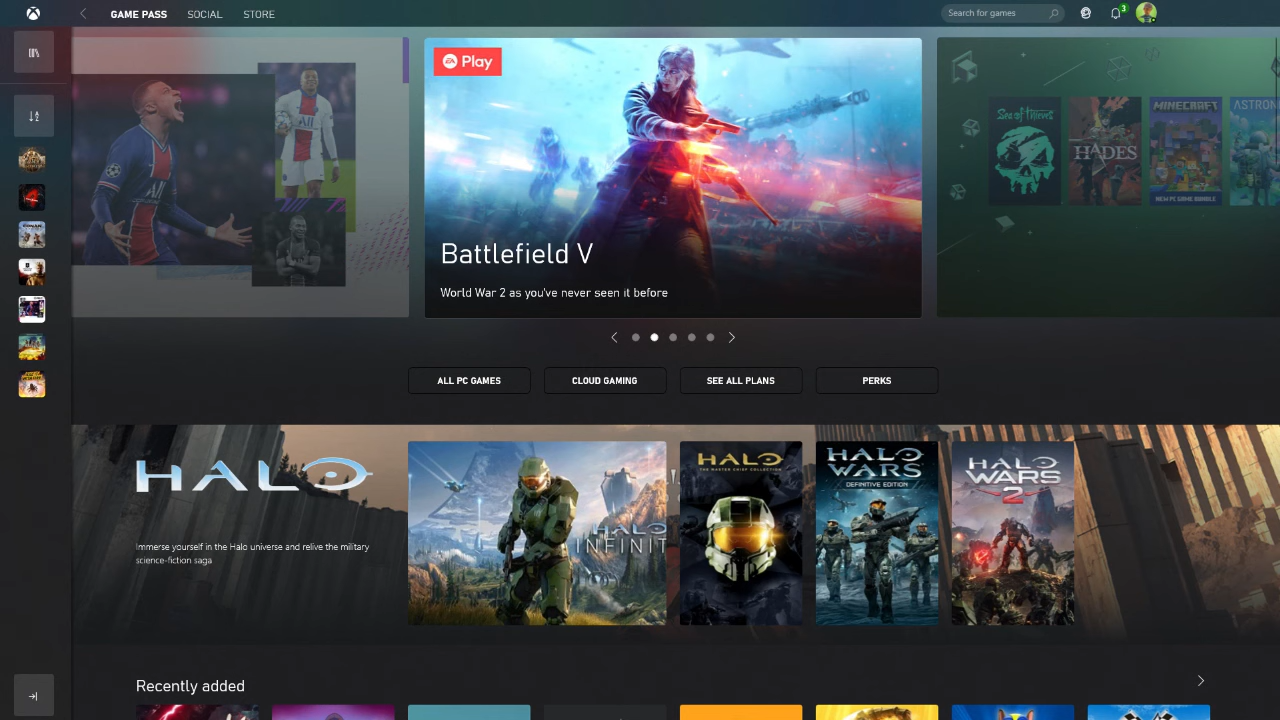 GAME PASS
SOCIAL
STORE
Search for games
3
EA Play
Battlefield V
World War 2 as you've never seen it before
Sea of Thieves
HADES
MINECRAFT
NEW PC GAME BUNDLE
ASTRON
ALL PC GAMES
CLOUD GAMING
SEE ALL PLANS
PERKS
HALO
Immerse yourself in the Halo universe and relive the military
science-fiction saga
HALO
INFINIT
HALO
THE MASTER CHIEF COLLECTION
HALO
WARS
DEFINITIVE EDITION
HALO
WARS
2
Recently added